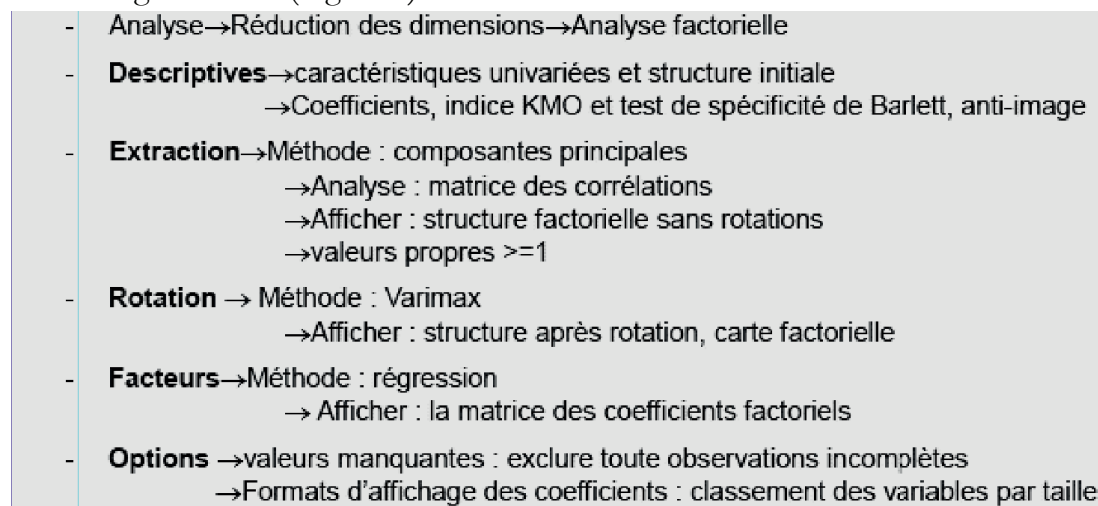 - Analyse→Réduction des dimensions→Analyse factorielle
- Descriptives→caractéristiques univariées et structure initiale
→Coefficients, indice KMO et test de spécificité de Barlett, anti-image
- Extraction→Méthode : composantes principales
→Analyse : matrice des corrélations
→Afficher : structure factorielle sans rotations
→valeurs propres >=1
- Rotation → Méthode : Varimax
→Afficher : structure après rotation, carte factorielle
- Facteurs→Méthode : régression
→ Afficher : la matrice des coefficients factoriels
- Options →valeurs manquantes : exclure toute observations incomplètes
→Formats d'affichage des coefficients : classement des variables par taille